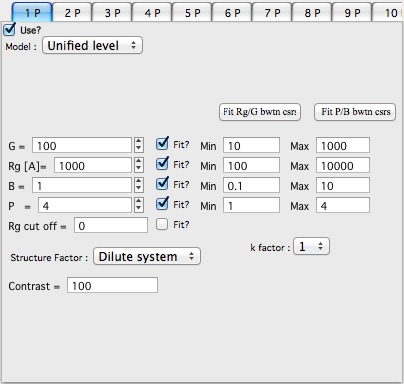 1 P 2 P 3 P 4 P 5 P 6 P 7 P 8 P 9 P 10
Use?
Model : Unified level
Fit Rg/G bwtn csrs Fit P/B bwtn csrs
G = 100 Fit? Min 10 Max 1000
Rg [A]= 1000 Fit? Min 100 Max 10000
B = 1 Fit? Min 0.1 Max 10
P = 4 Fit? Min 1 Max 4
Rg cut off = 0 Fit?
k factor : 1
Structure Factor : Dilute system
Contrast = 100